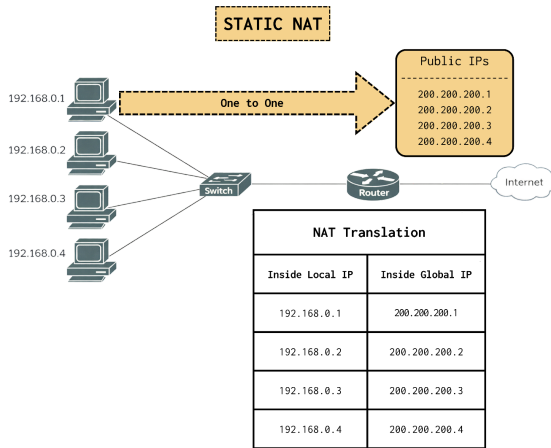 STATIC NAT
Public IPs
200.200.200.1
200.200.200.2
200.200.200.3
200.200.200.4
192.168.0.1
One to One
192.168.0.2
192.168.0.3
192.168.0.4
Switch
Router
Internet
NAT Translation
Inside Local IP Inside Global IP
192.168.0.1 200.200.200.1
192.168.0.2 200.200.200.2
192.168.0.3 200.200.200.3
192.168.0.4 200.200.200.4